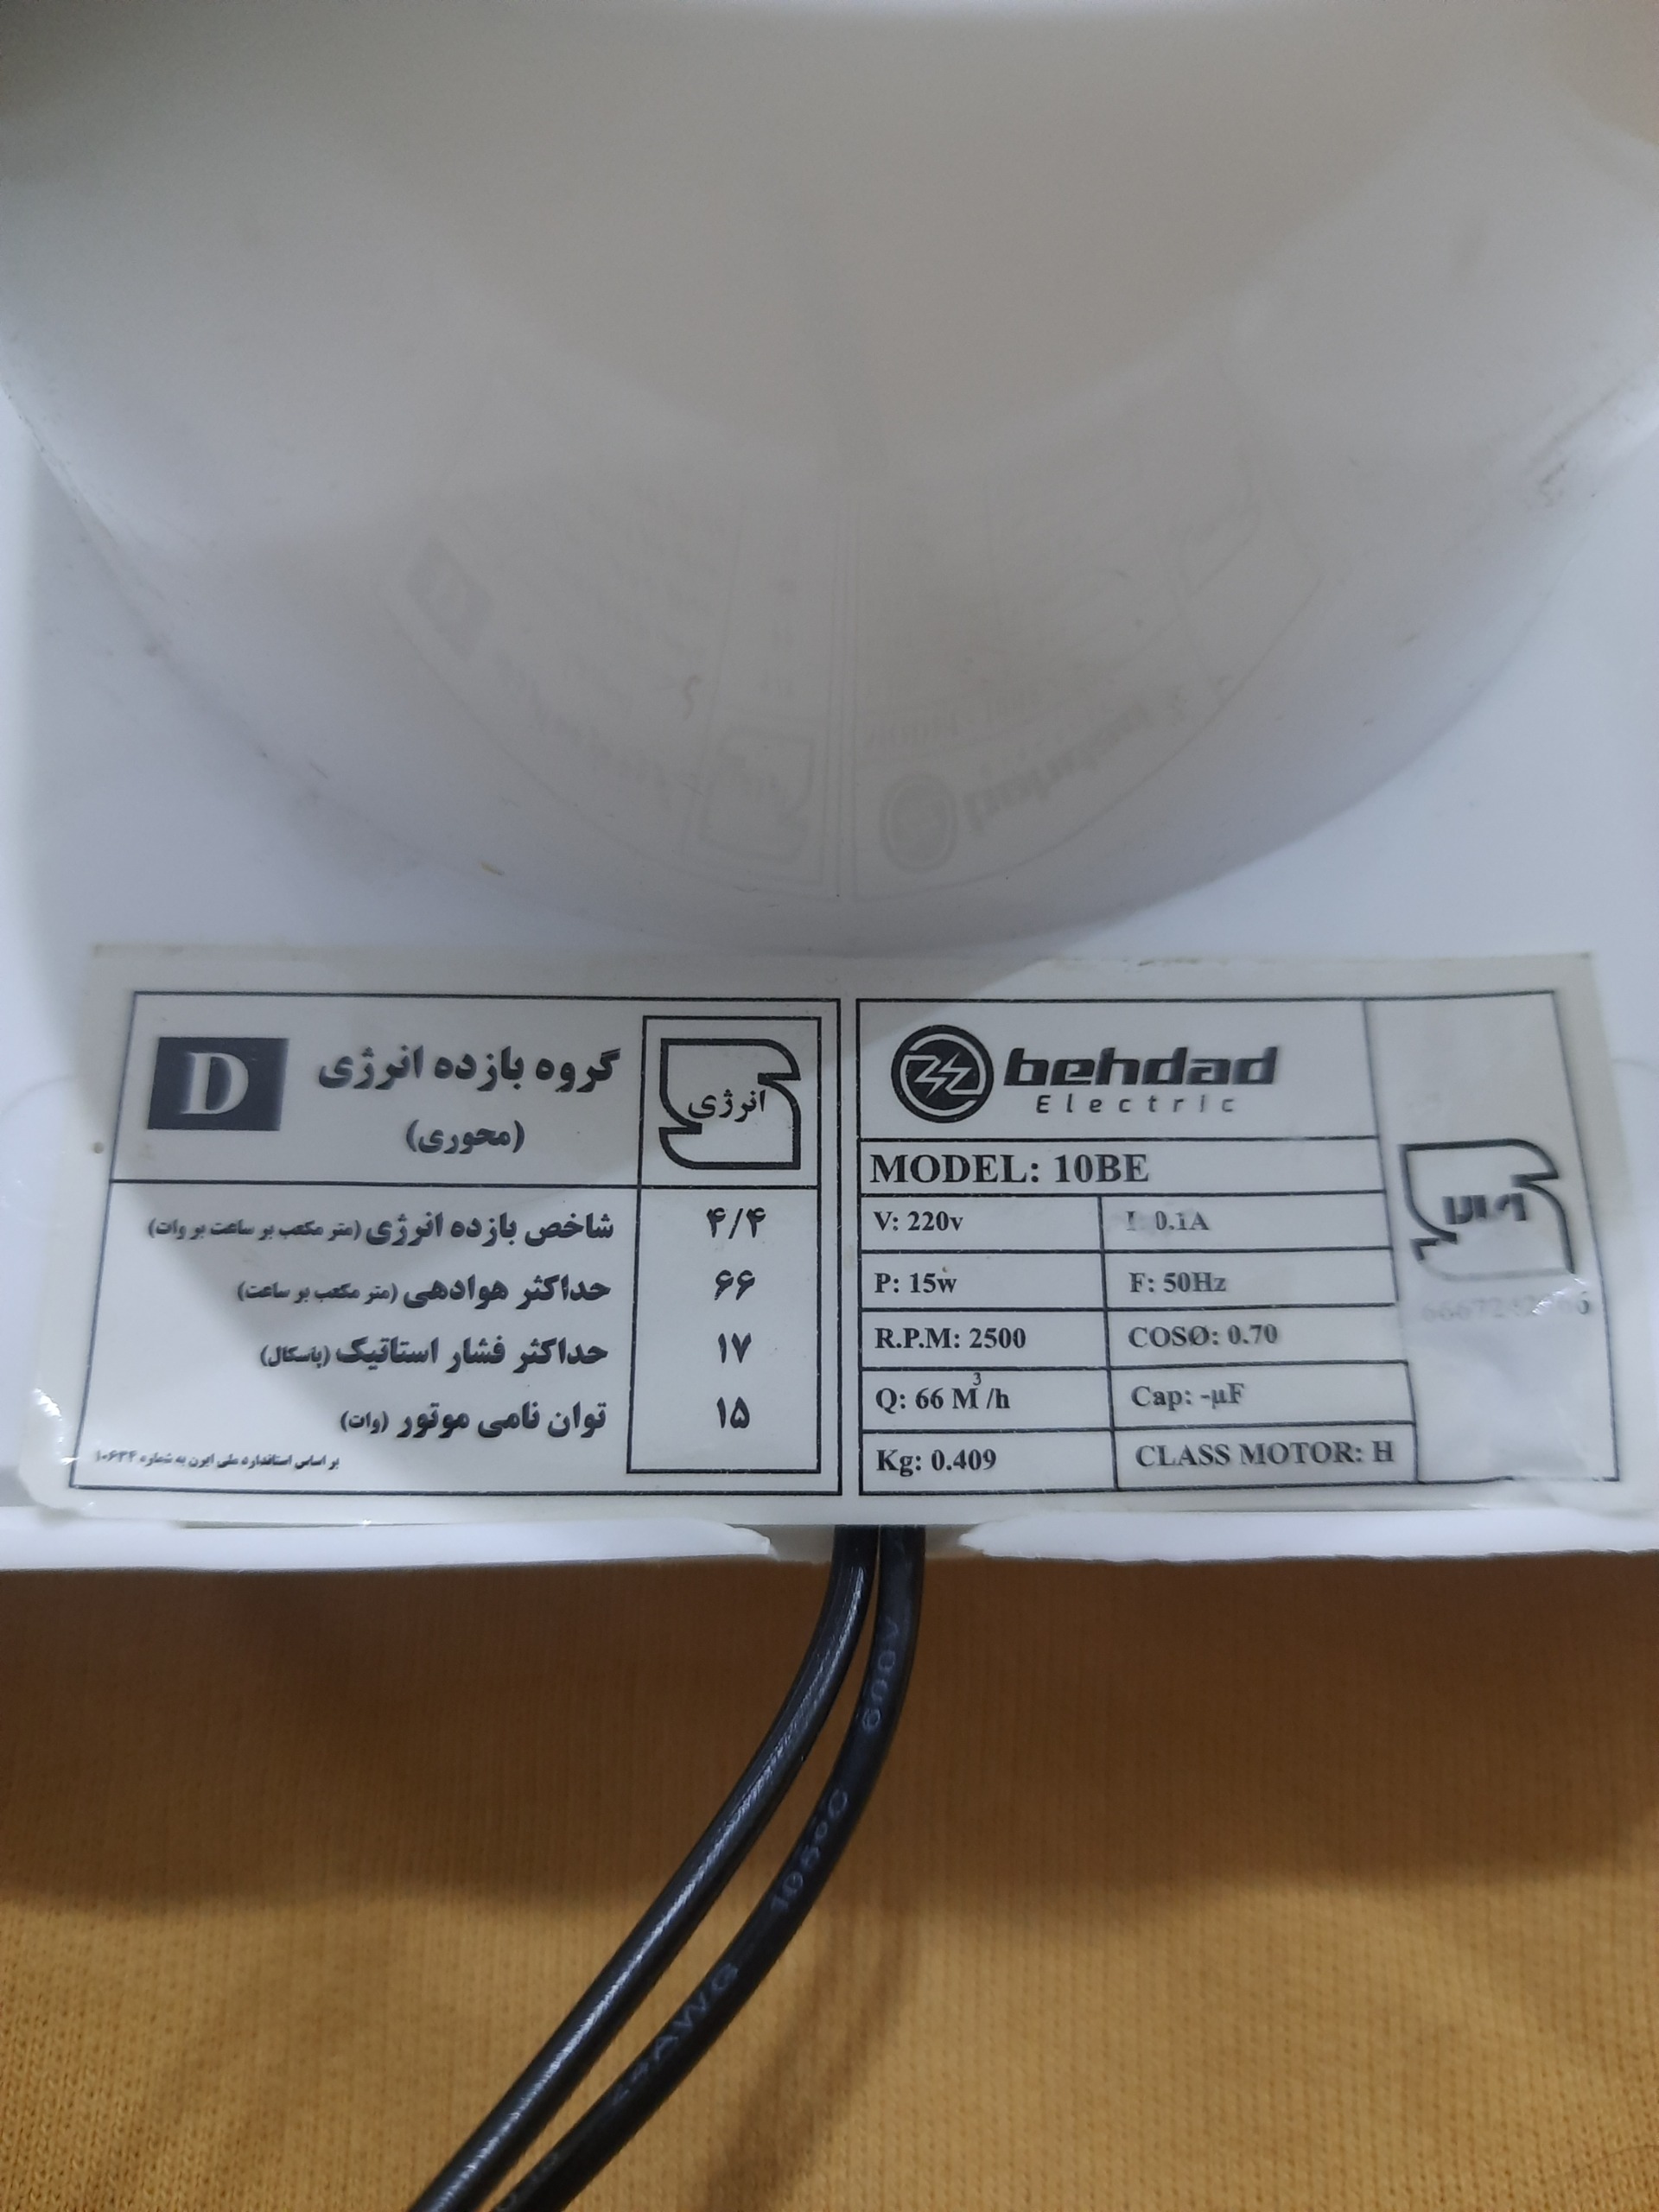 گروه بازده انرژی
D
(محوری)
انرژی
شاخص بازده انرژی (متر مکعب بر ساعت بر وات) ۴/۴
حداکثر هوادهی (متر مکعب بر ساعت) ۶۶
حداکثر فشار استاتیک (پاسکال) ۱۷
توان نامی موتور (وات) ۱۵
بر اساس استاندارد ملی ایرن به شماره ۱۰۶۳۴
behdad
Electric
MODEL: 10BE
V: 220v I: 0.1A
P: 15w F: 50Hz
R.P.M: 2500 COSØ: 0.70
Q: 66 M³/h Cap: -µF
Kg: 0.409 CLASS MOTOR: H
600V
105°C
AWG